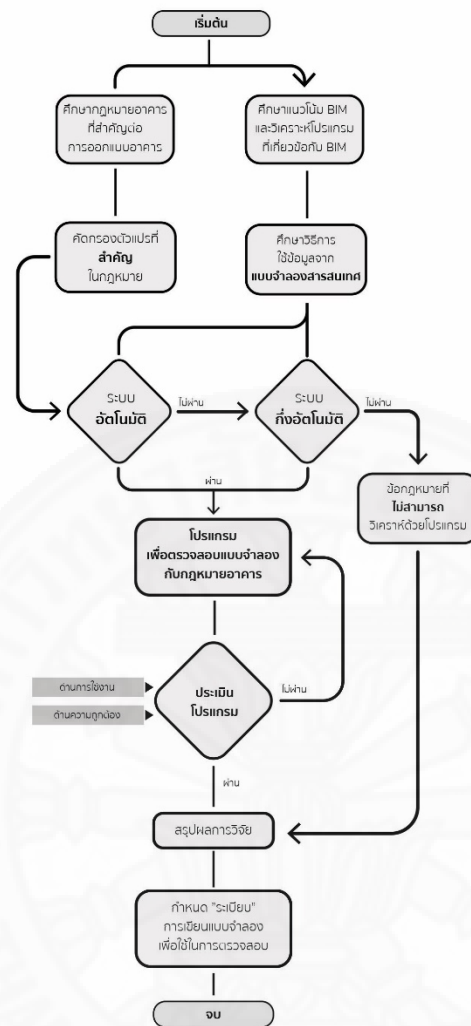 เริ่มต้น
ศึกษากฎหมายอาคาร
ที่สำคัญต่อ
การออกแบบอาคาร
ศึกษาแนวโน้ม BIM
และวิเคราะห์โปรแกรม
ที่เกี่ยวข้อกับ BIM
คัดกรองตัวแปรที่
สำคัญ
ในกฎหมาย
ศึกษาวิธีการ
ใช้ข้อมูลจาก
แบบจำลองสารสนเทศ
ระบบ
อัตโนมัติ
ไม่ผ่าน
ระบบ
กึ่งอัตโนมัติ
ไม่ผ่าน
ผ่าน
ข้อกฎหมายที่
ไม่สามารถ
วิเคราะห์ด้วยโปรแกรม
โปรแกรม
เพื่อตรวจสอบแบบจำลอง
กับกฎหมายอาคาร
ด้านการใช้งาน
ด้านความถูกต้อง
ประเมิน
โปรแกรม
ไม่ผ่าน
ผ่าน
สรุปผลการวิจัย
กำหนด "ระเบียบ"
การเขียนแบบจำลอง
เพื่อใช้ในการตรวจสอบ
จบ